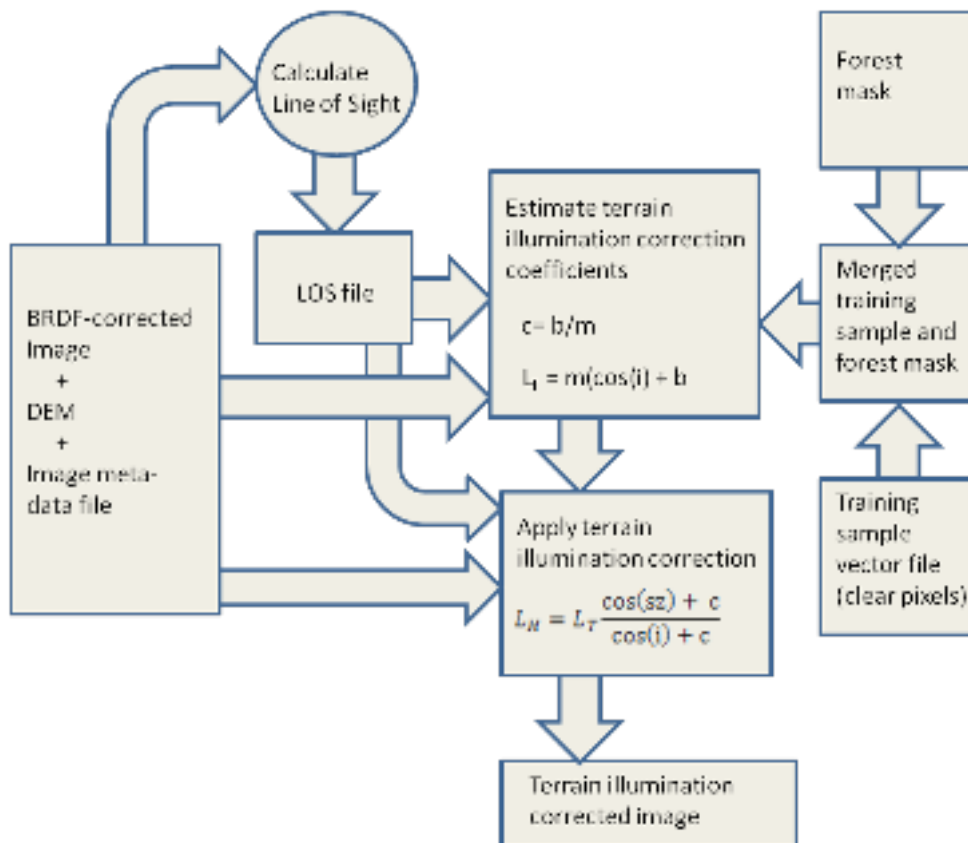 Calculate
Line of Sight
Forest
mask
Estimate terrain
illumination correction
coefficients
c= b/m
L_T = m(cos(i) + b
LOS file
Merged
training
sample and
forest mask
BRDF-corrected
Image
+
DEM
+
Image meta-
data file
Apply terrain
illumination correction
L_H = L_T (cos(sz) + c) / (cos(i) + c)
Training
sample
vector file
(clear pixels)
Terrain illumination
corrected image